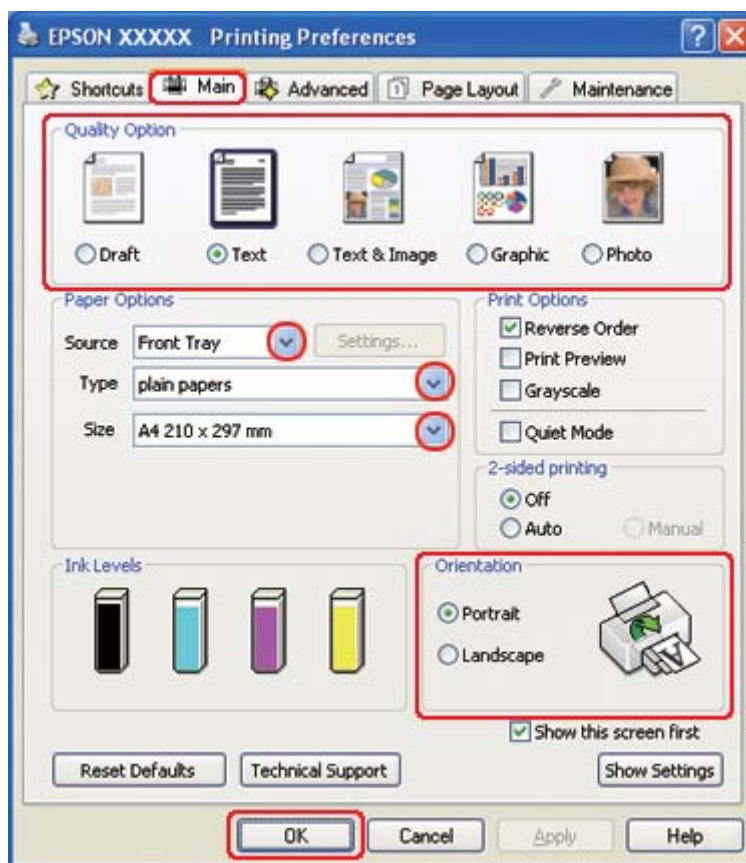 EPSON XXXXX Printing Preferences
Shortcuts Main Advanced Page Layout Maintenance
Quality Option
Draft Text Text & Image Graphic Photo
Paper Options
Source Front Tray Settings...
Type plain papers
Size A4 210 x 297 mm
Print Options
Reverse Order
Print Preview
Grayscale
Quiet Mode
2-sided printing
Off
Auto Manual
Ink Levels
Orientation
Portrait
Landscape
Show this screen first
Reset Defaults Technical Support Show Settings
OK Cancel Apply Help